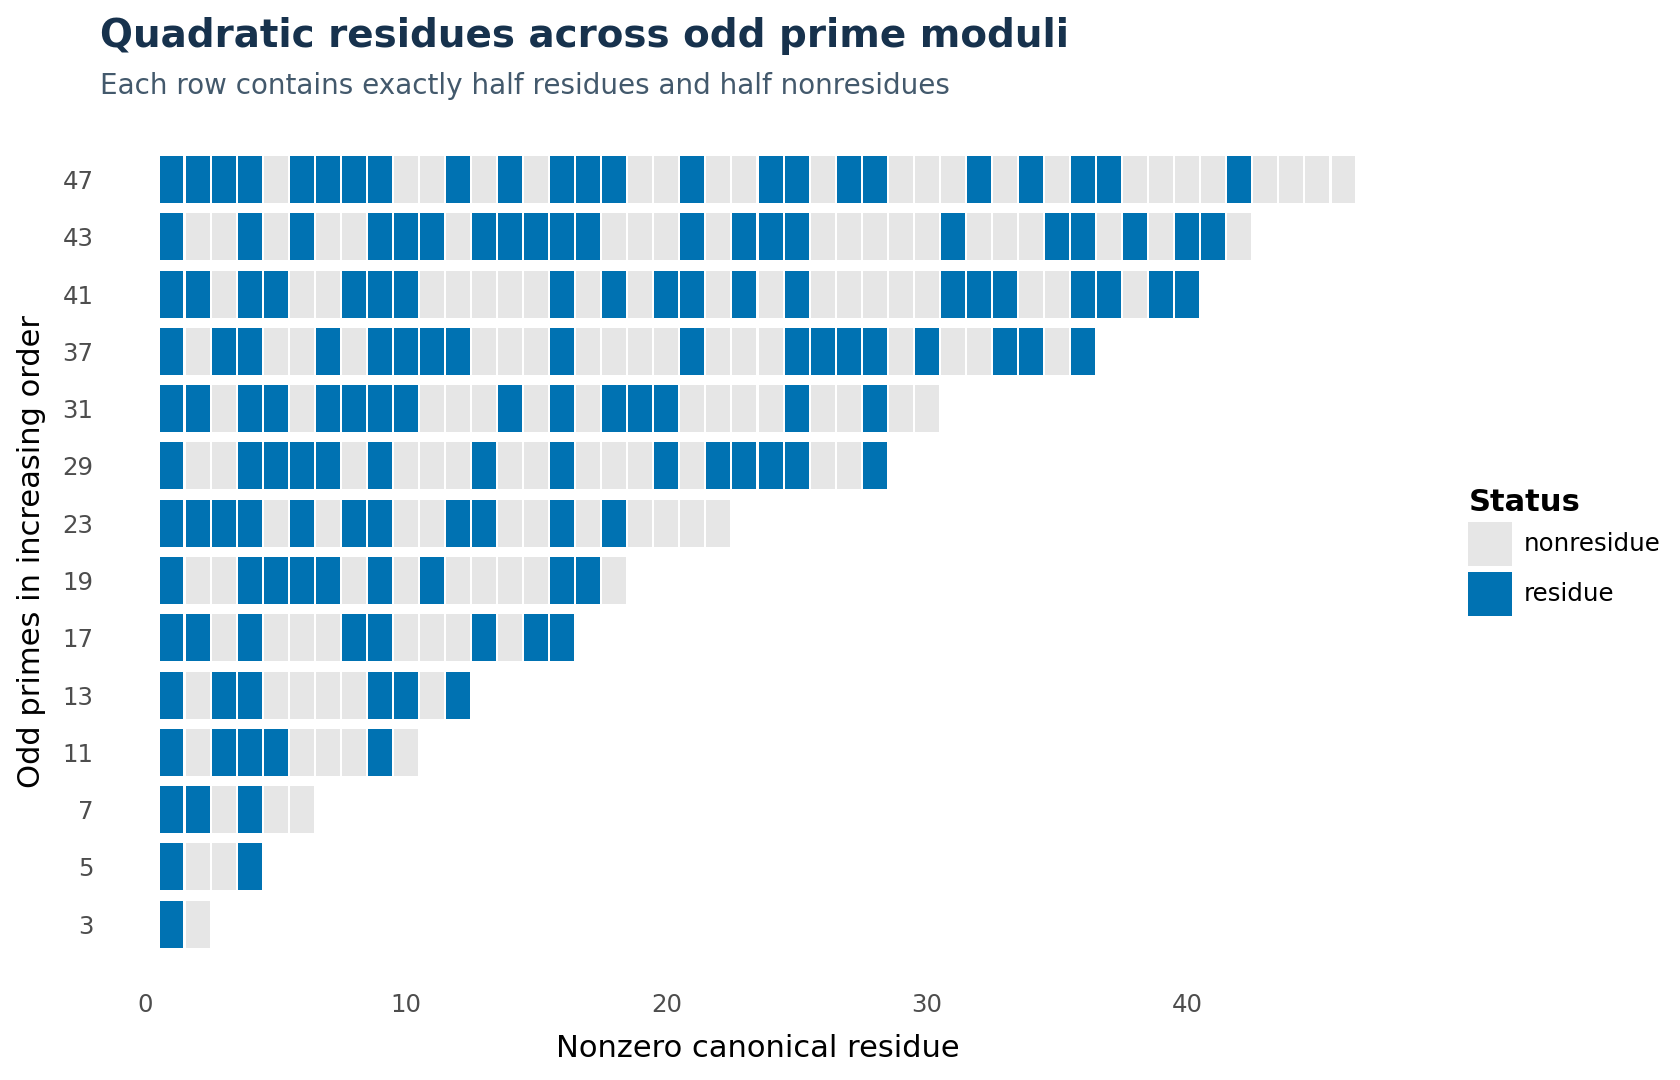 Quadratic residues across odd prime moduli
Each row contains exactly half residues and half nonresidues
Odd primes in increasing order
47
43
41
37
31
29
23
19
17
13
11
7
5
3
0 10 20 30 40
Nonzero canonical residue
Status
nonresidue
residue